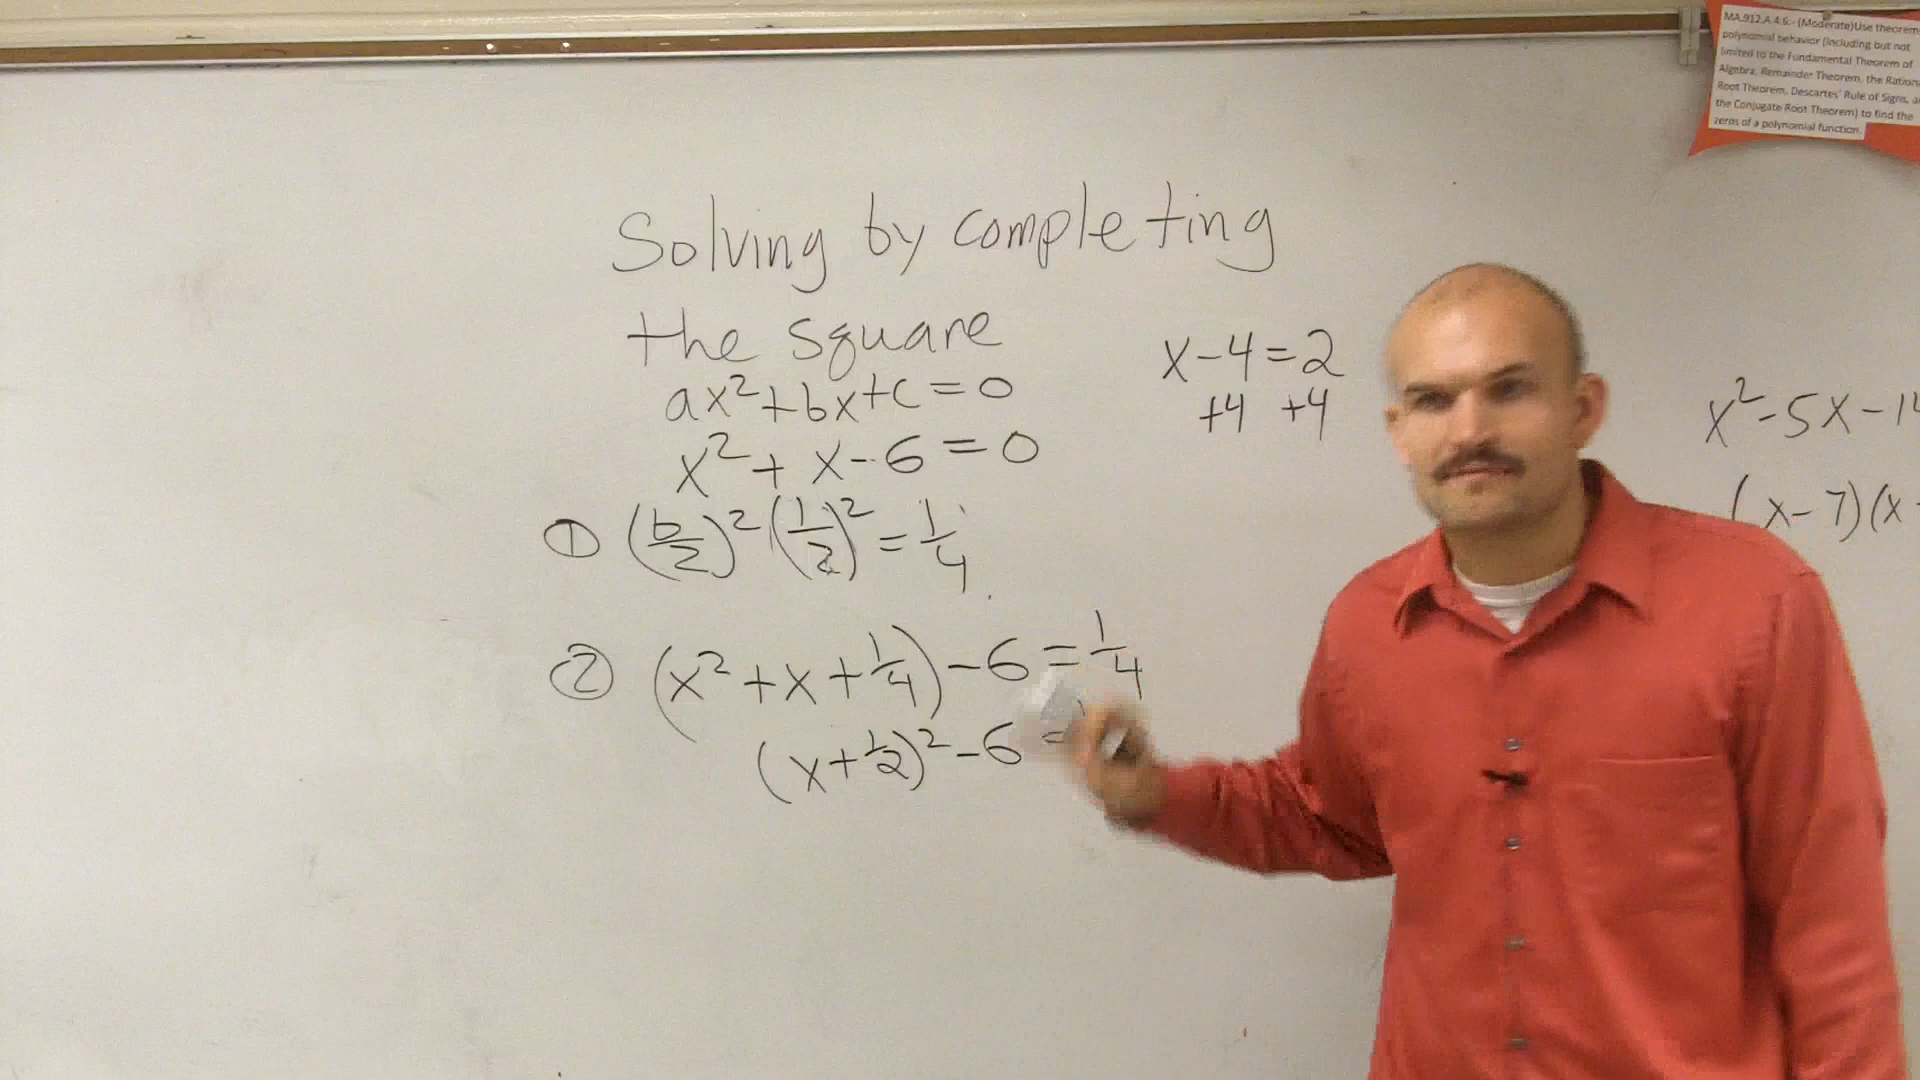 MA.912.A.4.6.- (Moderate)Use theorems
polynomial behavior (including but not
limited to the Fundamental Theorem of
Algebra, Remainder Theorem, the Rationa
Root Theorem, Descartes' Rule of Signs, a
the Conjugate Root Theorem) to find the
zeros of a polynomial function.
Solving by completing
the square
ax²+bx+c=0
x²+x-6=0
① (b/2)² (1/2)² = 1/4
② (x²+x+1/4)-6=1/4
(x+1/2)²-6=
x-4=2
+4 +4
x²-5x-1
(x-7)(x